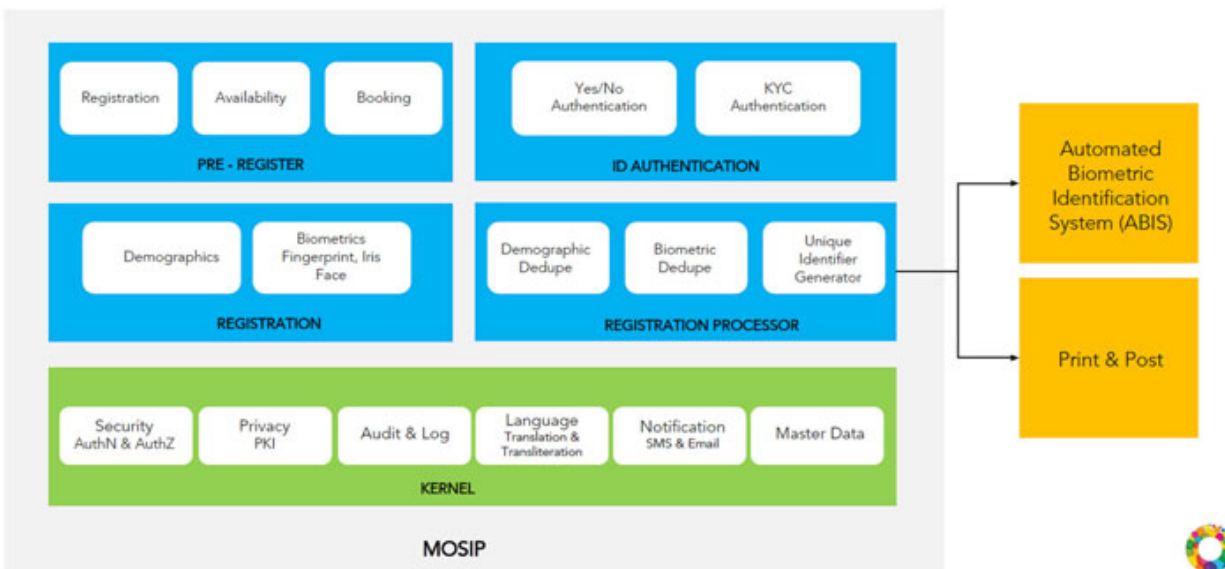 Registration
Availability
Booking
PRE - REGISTER
Yes/No
Authentication
KYC
Authentication
ID AUTHENTICATION
Demographics
Biometrics
Fingerprint, Iris
Face
REGISTRATION
Demographic
Dedupe
Biometric
Dedupe
Unique
Identifier
Generator
REGISTRATION PROCESSOR
Security
AuthN & AuthZ
Privacy
PKI
Audit & Log
Language
Translation &
Transliteration
Notification
SMS & Email
Master Data
KERNEL
MOSIP
Automated
Biometric
Identification
System (ABIS)
Print & Post